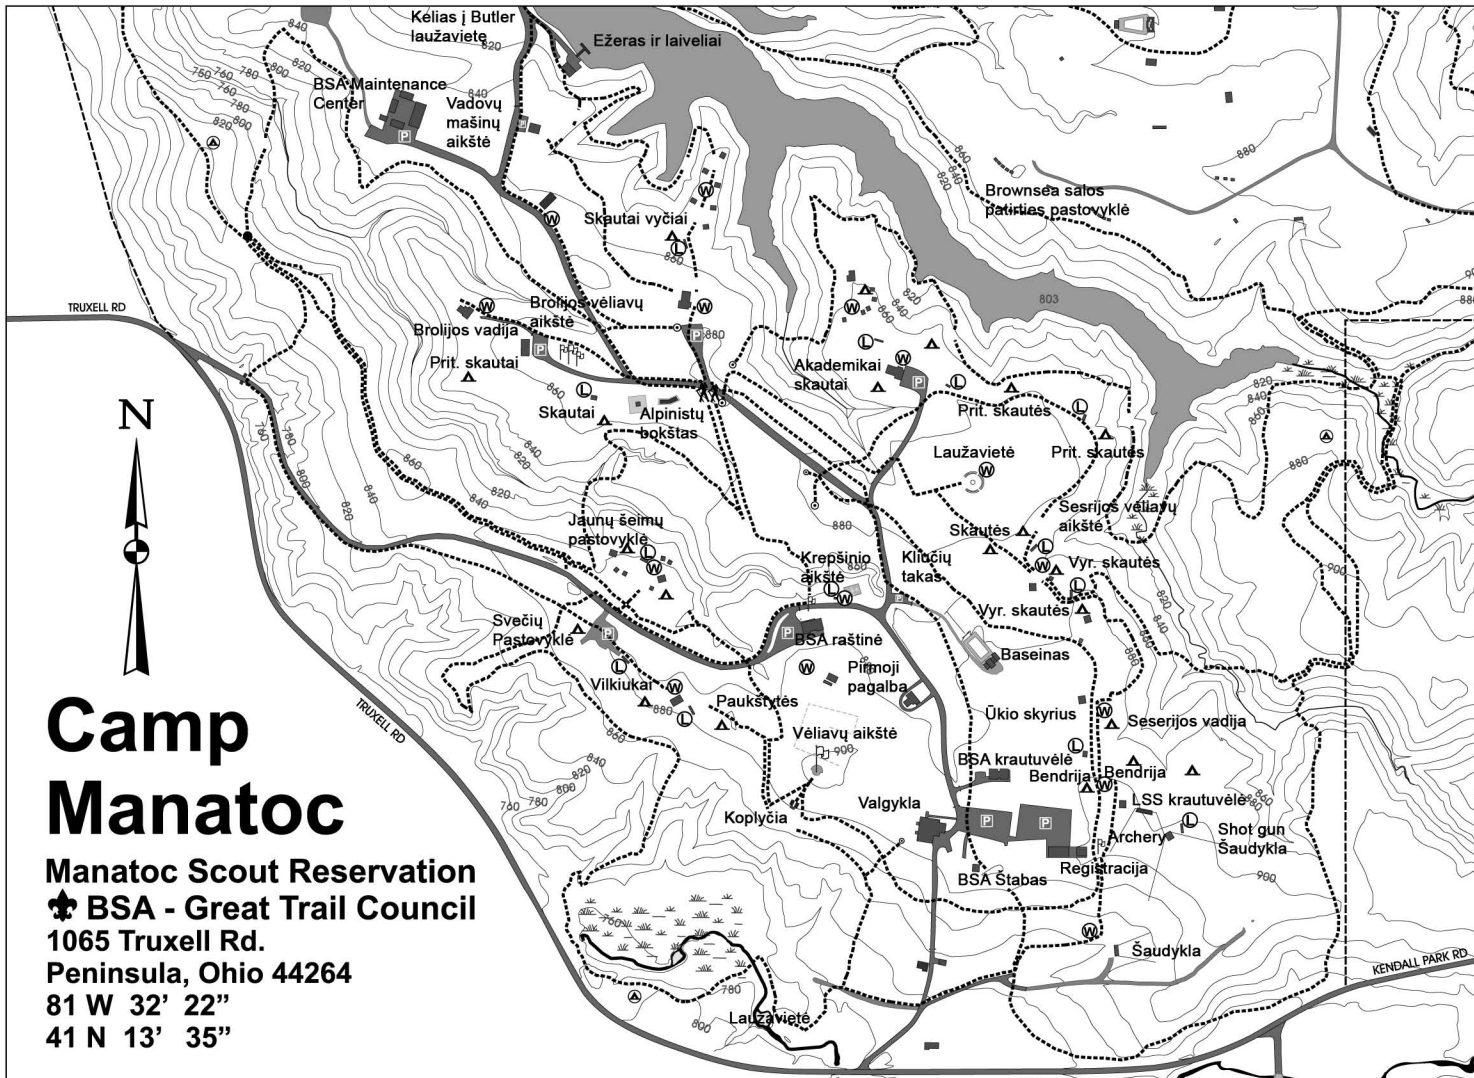 Kelias į Butler
laužavietę
Ežeras ir laiveliai
BSA Maintenance
Center
Vadovų
mašinų
aikštė
Brownsea salos
patirties pastovyklė
Skautai vyčiai
TRUXELL RD
Brolijos vėliavų
aikštė
Brolijos vadija
Prit. skautai
Akademikai
skautai
Skautai
Alpinistų
bokštas
Prit. skautės
Prit. skautės
Laužavietė
Sesrijos vėliavų
aikštė
Skautės
Jaunų šeimų
pastovyklė
Krepšinio
aikštė
Kliūčių
takas
Vyr. skautės
Vyr. skautės
Svečių
Pastovyklė
BSA raštinė
Baseinas
Pirmoji
pagalba
Vilkiukai
Paukštytės
Ūkio skyrius
Seserijos vadija
Vėliavų aikštė
BSA krautuvėlė
Bendrija
Bendrija
Koplyčia
Valgykla
LSS krautuvėlė
Archery
Shot gun
Šaudykla
Registracija
BSA Štabas
Šaudykla
Laužavietė
TRUXELL RD
KENDALL PARK RD
N
Camp
Manatoc
Manatoc Scout Reservation
BSA - Great Trail Council
1065 Truxell Rd.
Peninsula, Ohio 44264
81 W 32’ 22”
41 N 13’ 35”
803